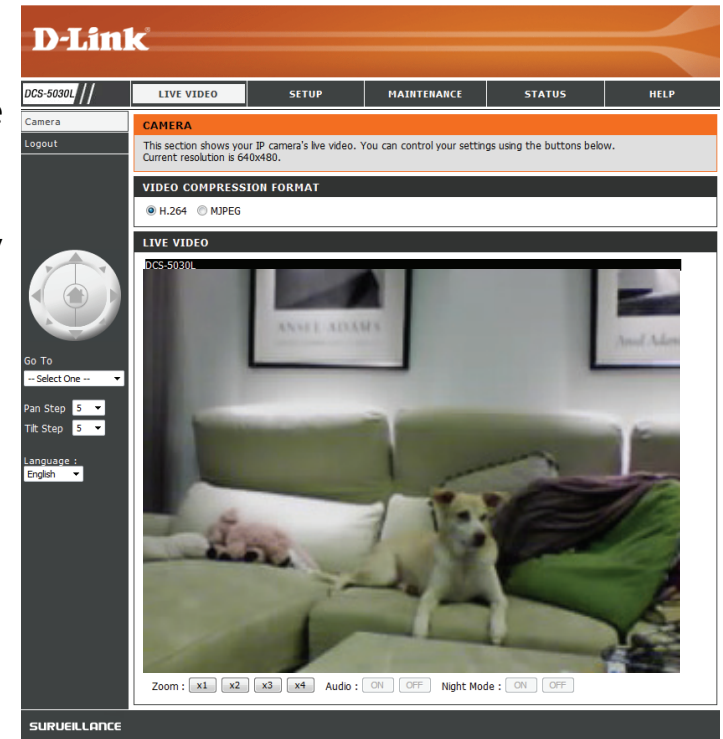 D-Link
DCS-5030L
LIVE VIDEO
SETUP
MAINTENANCE
STATUS
HELP
Camera
Logout
CAMERA
This section shows your IP camera's live video. You can control your settings using the buttons below.
Current resolution is 640x480.
VIDEO COMPRESSION FORMAT
H.264
MJPEG
LIVE VIDEO
DCS-5030L
ANSEL ADAMS
Ansel Adams
Go To
-- Select One --
Pan Step 5
Tilt Step 5
Language :
English
Zoom : x1 x2 x3 x4 Audio : ON OFF Night Mode : ON OFF
SURVEILLANCE